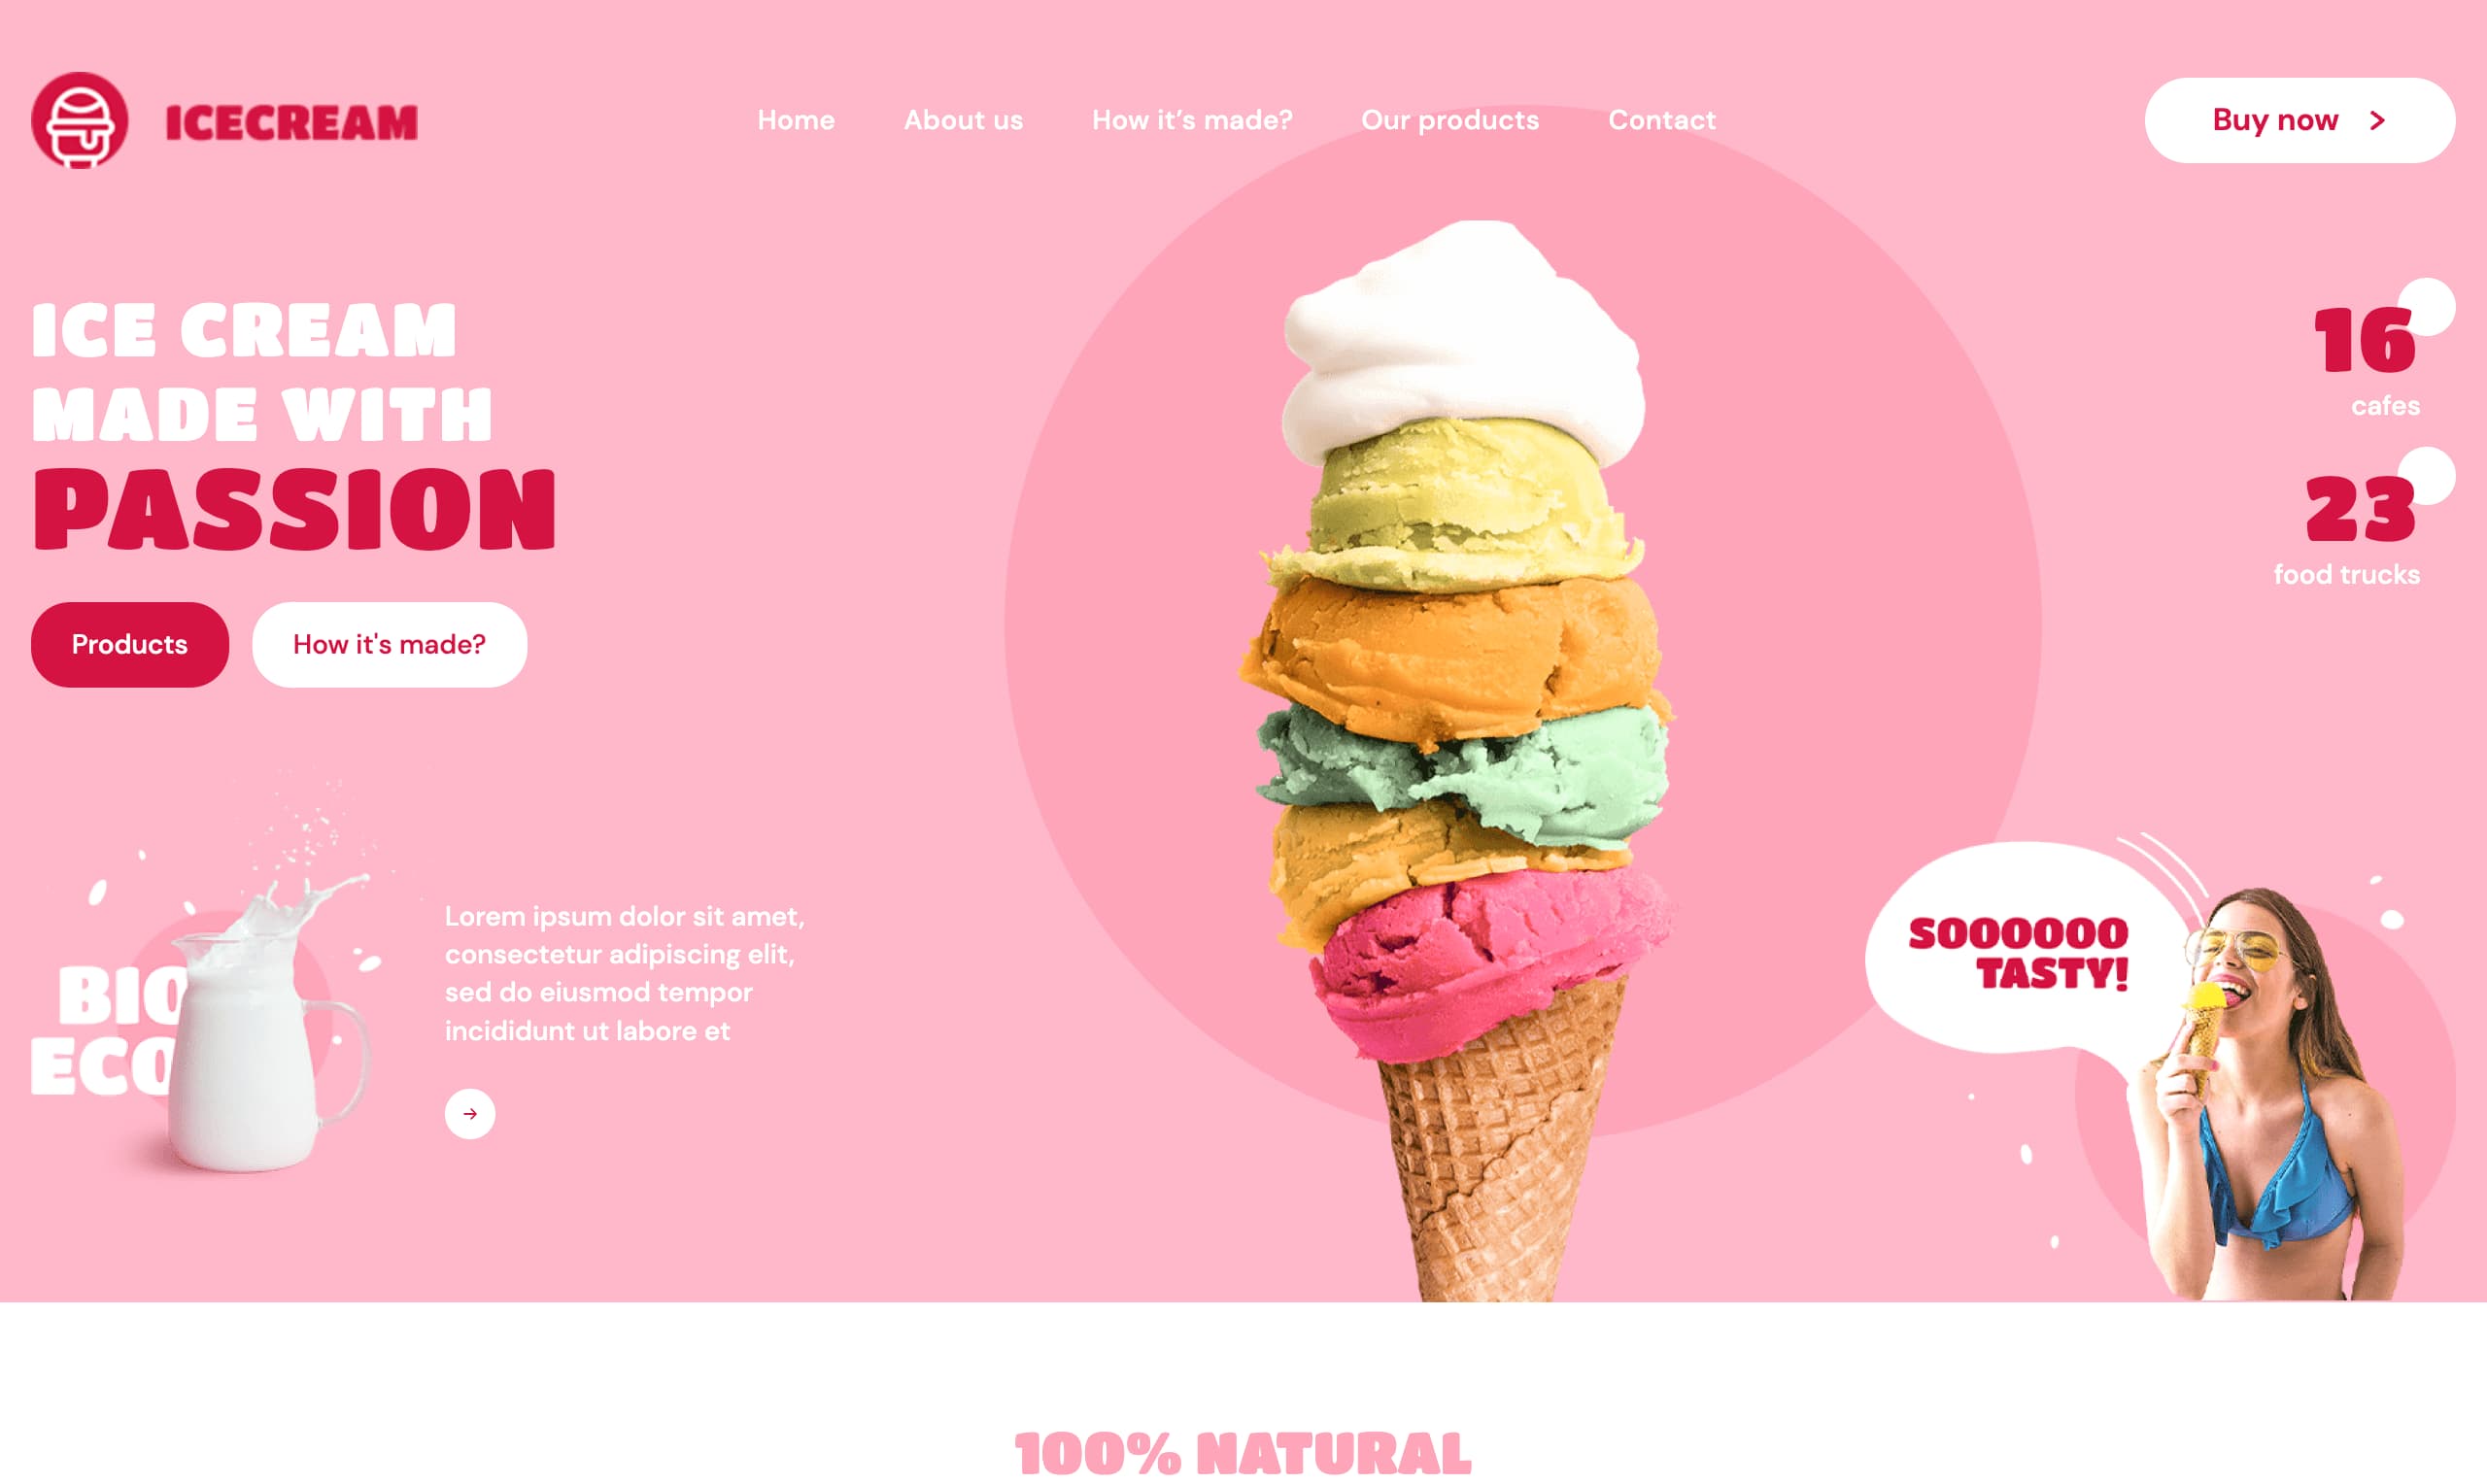 ICECREAM
Home
About us
How it’s made?
Our products
Contact
Buy now
ICE CREAM
MADE WITH
PASSION
Products
How it's made?
16
cafes
23
food trucks
BIO
ECO
Lorem ipsum dolor sit amet,
consectetur adipiscing elit,
sed do eiusmod tempor
incididunt ut labore et
SOOOOOO
TASTY!
100% NATURAL